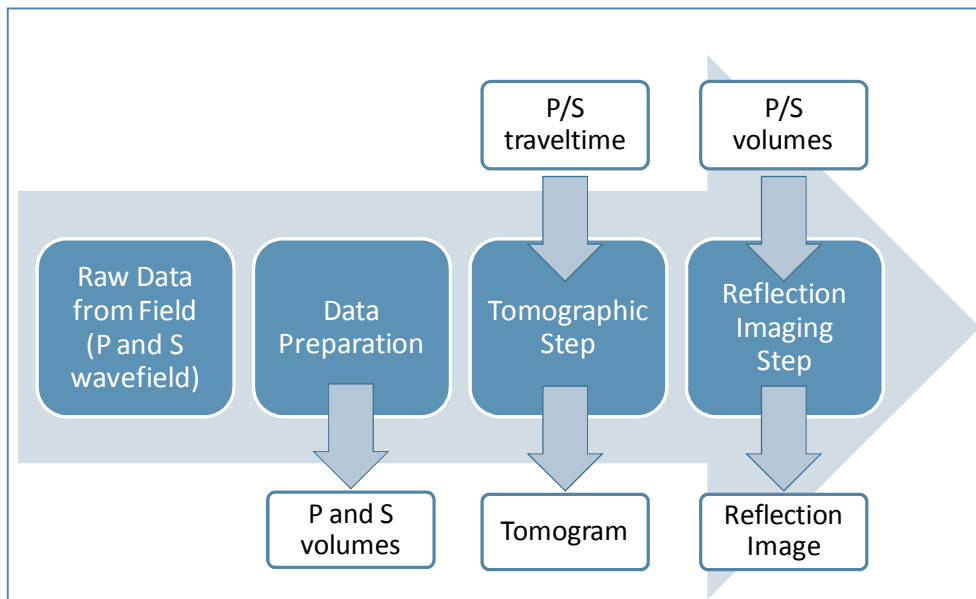 P/S
traveltime
P/S
volumes
Raw Data
from Field
(P and S
wavefield)
Data
Preparation
Tomographic
Step
Reflection
Imaging
Step
P and S
volumes
Tomogram
Reflection
Image